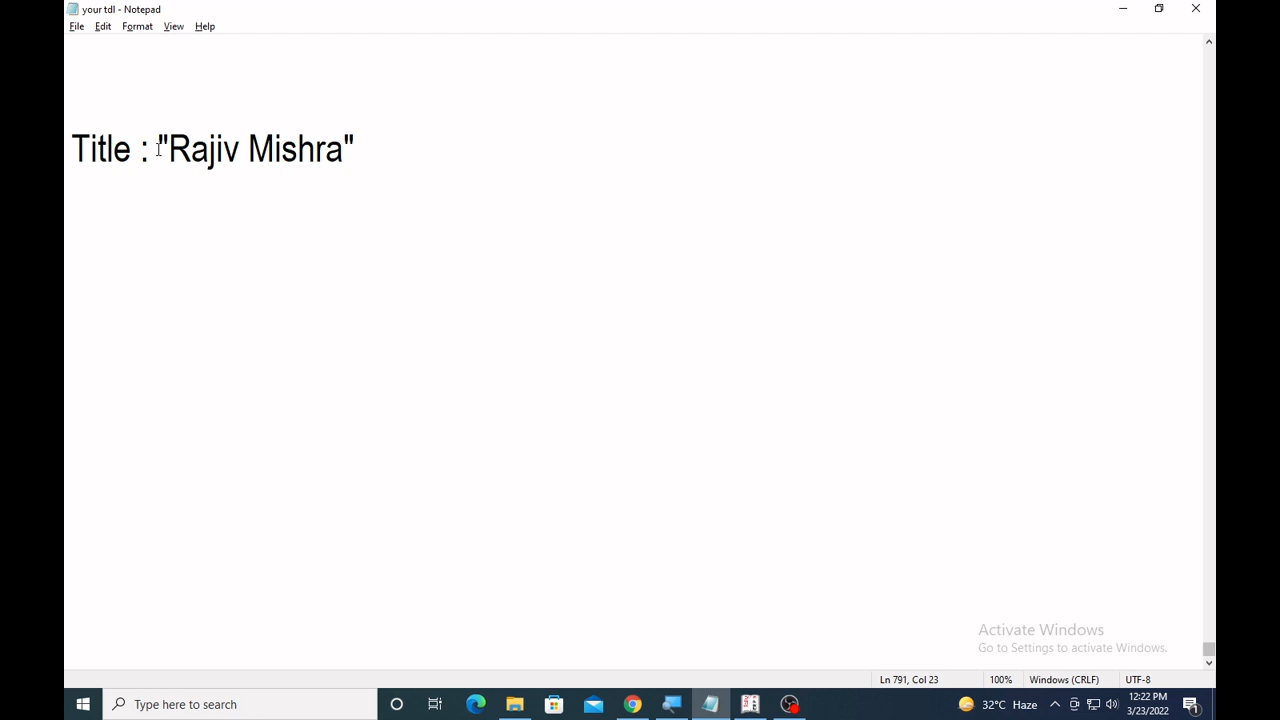 your tdl - Notepad
File Edit Format View Help
Title : "Rajiv Mishra"
Activate Windows
Go to Settings to activate Windows.
Ln 791, Col 23 100% Windows (CRLF) UTF-8
Type here to search 32°C Haze 12:22 PM
3/23/2022
1